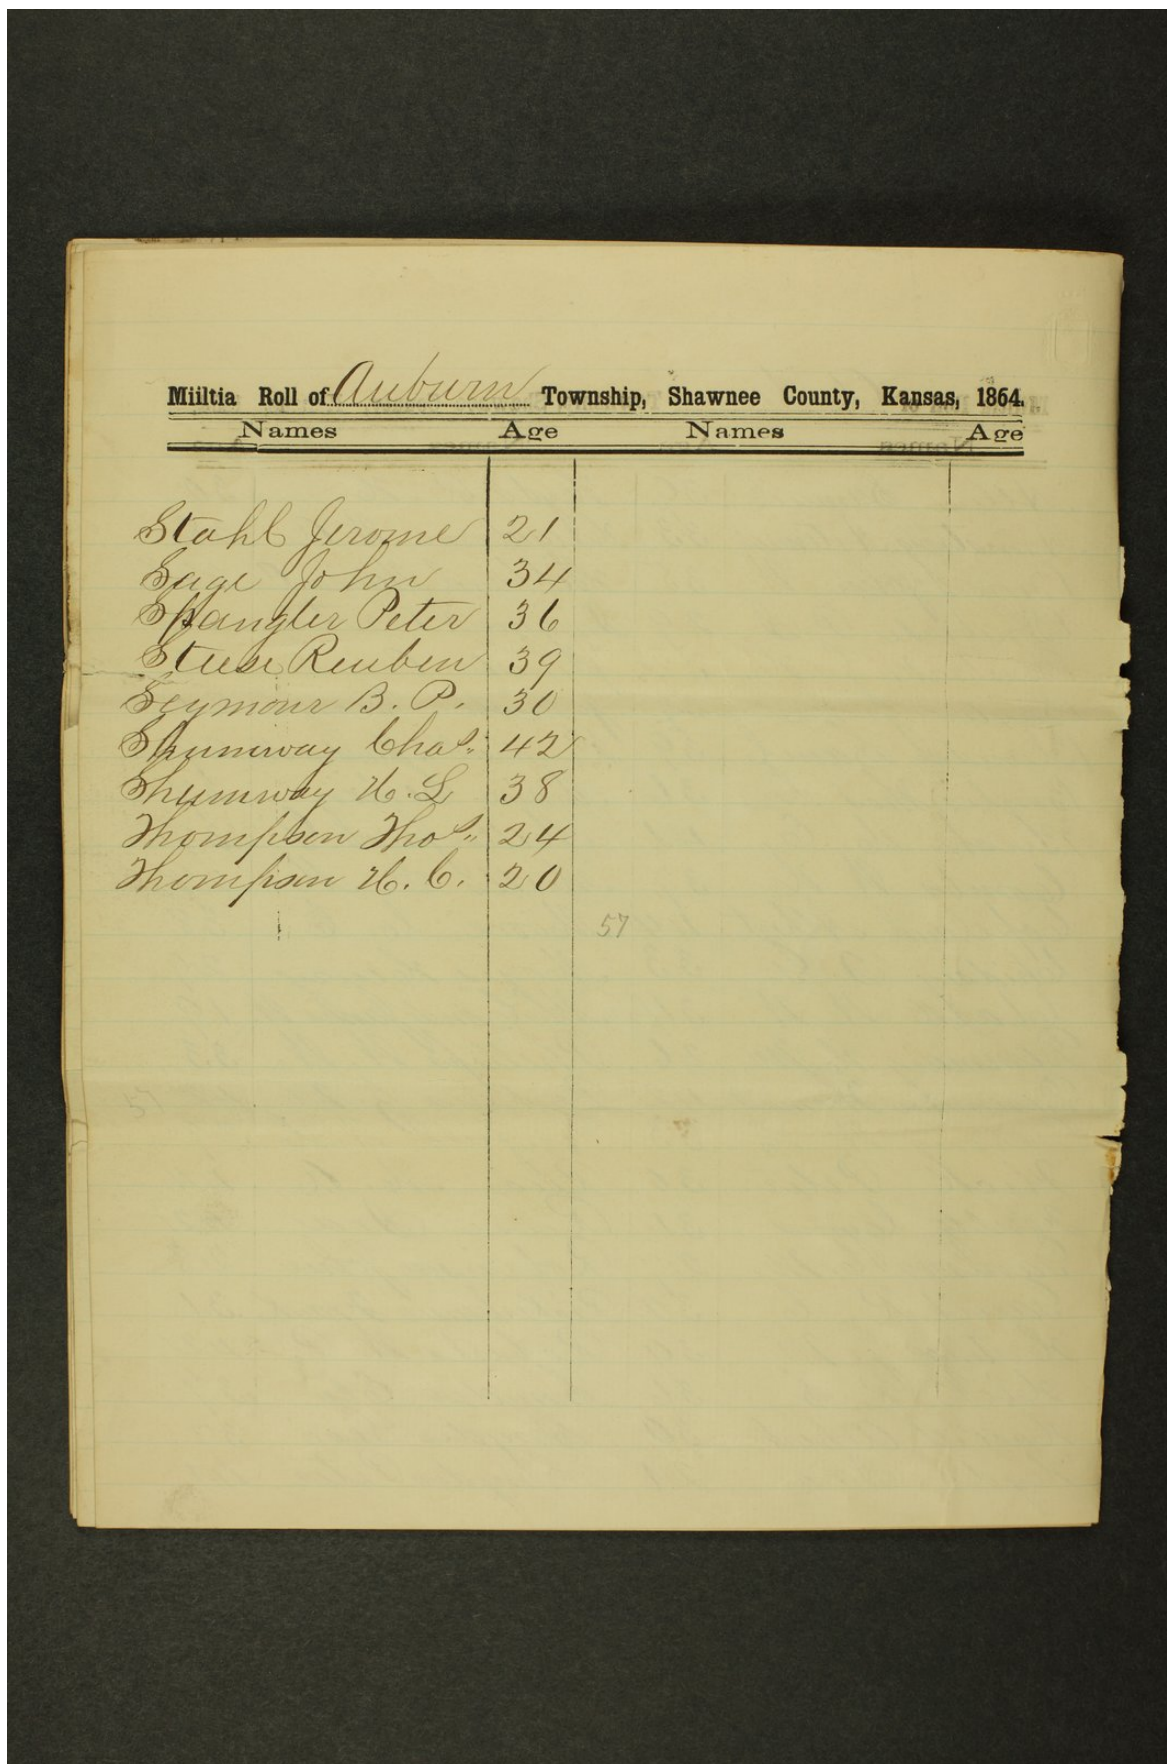 Miiltia Roll of Auburn Township, Shawnee County, Kansas, 1864.
Names Age Names Age
Stahl Jerome 21
Sage John 34
Spangler Peter 36
Steese Reuben 39
Seymour B. P. 30
Shumway Chas. 42
Shumway H. L 38
Thompson Thos. 24
Thompson H. C. 20
57